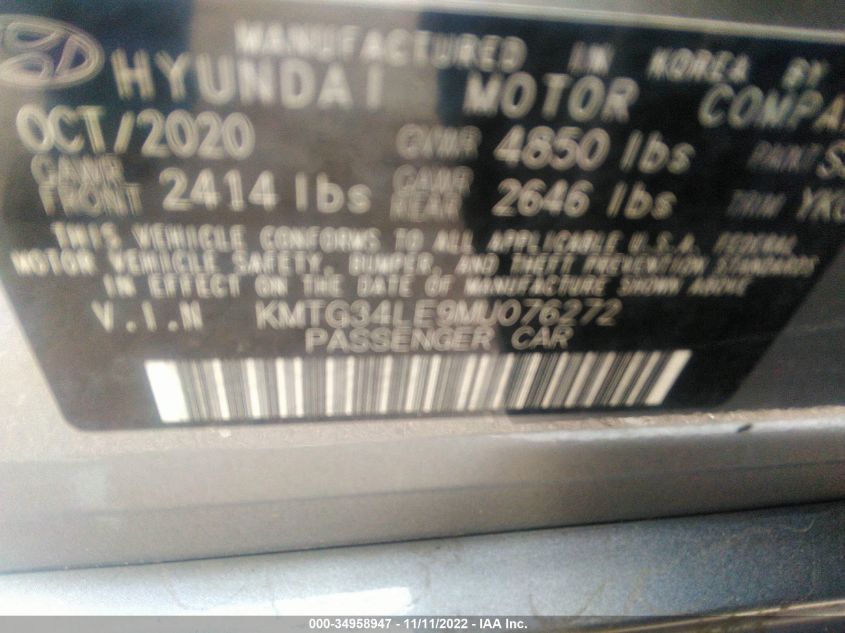 MANUFACTURED IN KOREA BY
HYUNDAI MOTOR COMPA
OCT/2020 GVWR 4850 lbs PAINT
GAWR FRONT 2414 lbs GAWR REAR 2646 lbs TRIM
THIS VEHICLE CONFORMS TO ALL APPLICABLE U.S.A. FEDERAL
MOTOR VEHICLE SAFETY, BUMPER, AND THEFT PREVENTION STANDARDS
IN EFFECT ON THE DATE OF MANUFACTURE SHOWN ABOVE
V.I.N KMTG34LE9MU076272
PASSENGER CAR
000-34958947 - 11/11/2022 - IAA Inc.